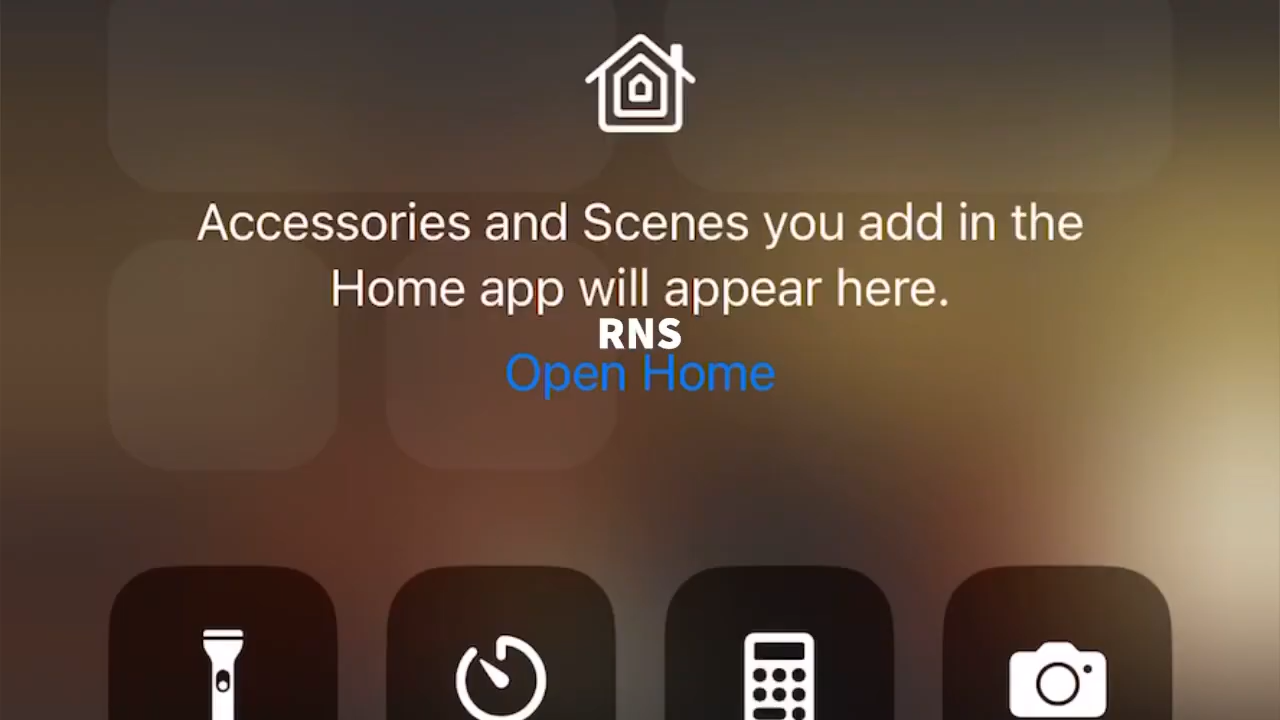 Accessories and Scenes you add in the
Home app will appear here.
RNS
Open Home